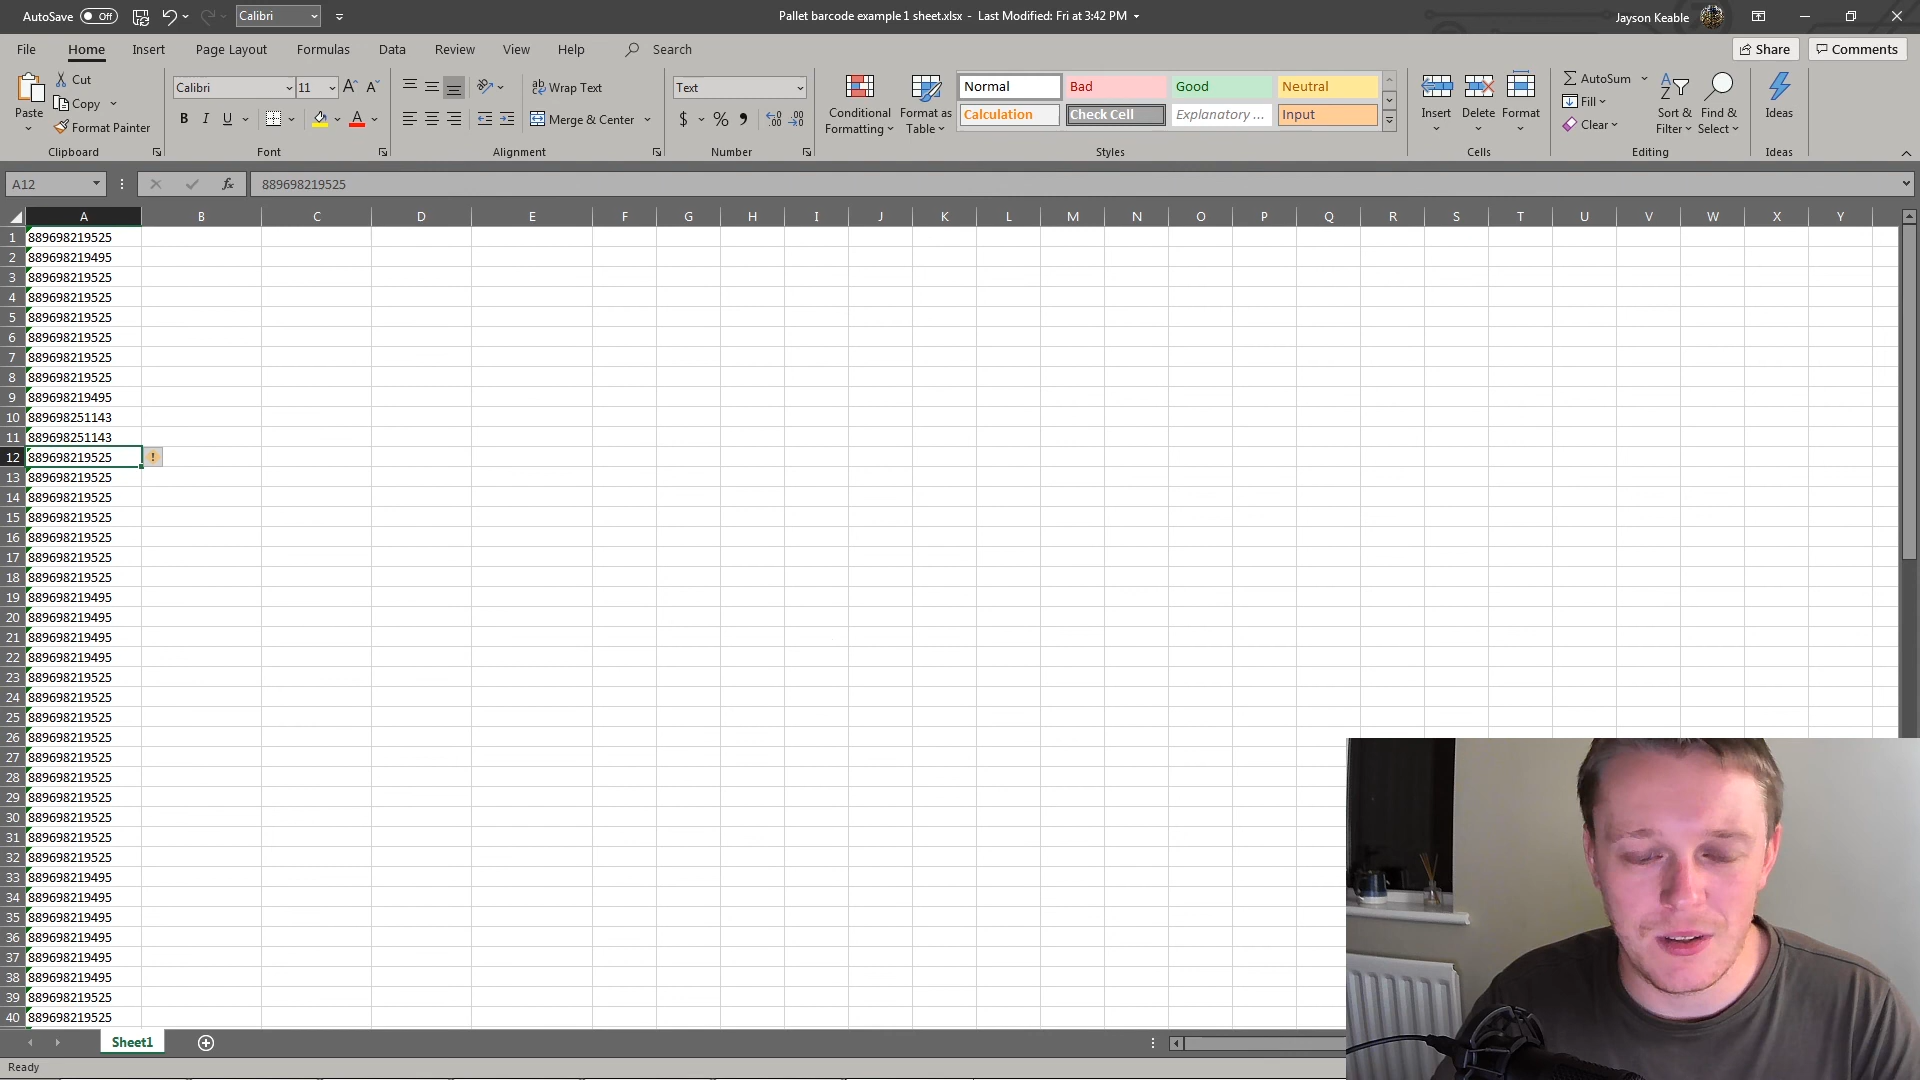 AutoSave Off Calibri Pallet barcode example 1 sheet.xlsx - Last Modified: Fri at 3:42 PM Jayson Keable
File Home Insert Page Layout Formulas Data Review View Help Search Share Comments
Paste
Cut
Copy
Format Painter
Clipboard
Calibri 11
B I U A
Font
Wrap Text
Merge & Center
Alignment
Text
$ % 9
Number
Conditional Formatting
Format as Table
Normal Bad Good Neutral
Calculation Check Cell Explanatory ... Input
Styles
Insert Delete Format
Cells
AutoSum
Fill
Clear
Sort & Filter
Find & Select
Editing
Ideas
Ideas
A12 fx 889698219525
A B C D E F G H I J K L M N O P Q R S T U V W X Y
1 889698219525
2 889698219495
3 889698219525
4 889698219525
5 889698219525
6 889698219525
7 889698219525
8 889698219525
9 889698219495
10 889698251143
11 889698251143
12 889698219525
13 889698219525
14 889698219525
15 889698219525
16 889698219525
17 889698219525
18 889698219525
19 889698219495
20 889698219495
21 889698219495
22 889698219495
23 889698219525
24 889698219525
25 889698219525
26 889698219525
27 889698219525
28 889698219525
29 889698219525
30 889698219525
31 889698219525
32 889698219525
33 889698219495
34 889698219495
35 889698219495
36 889698219495
37 889698219495
38 889698219495
39 889698219525
40 889698219525
Sheet1
Ready